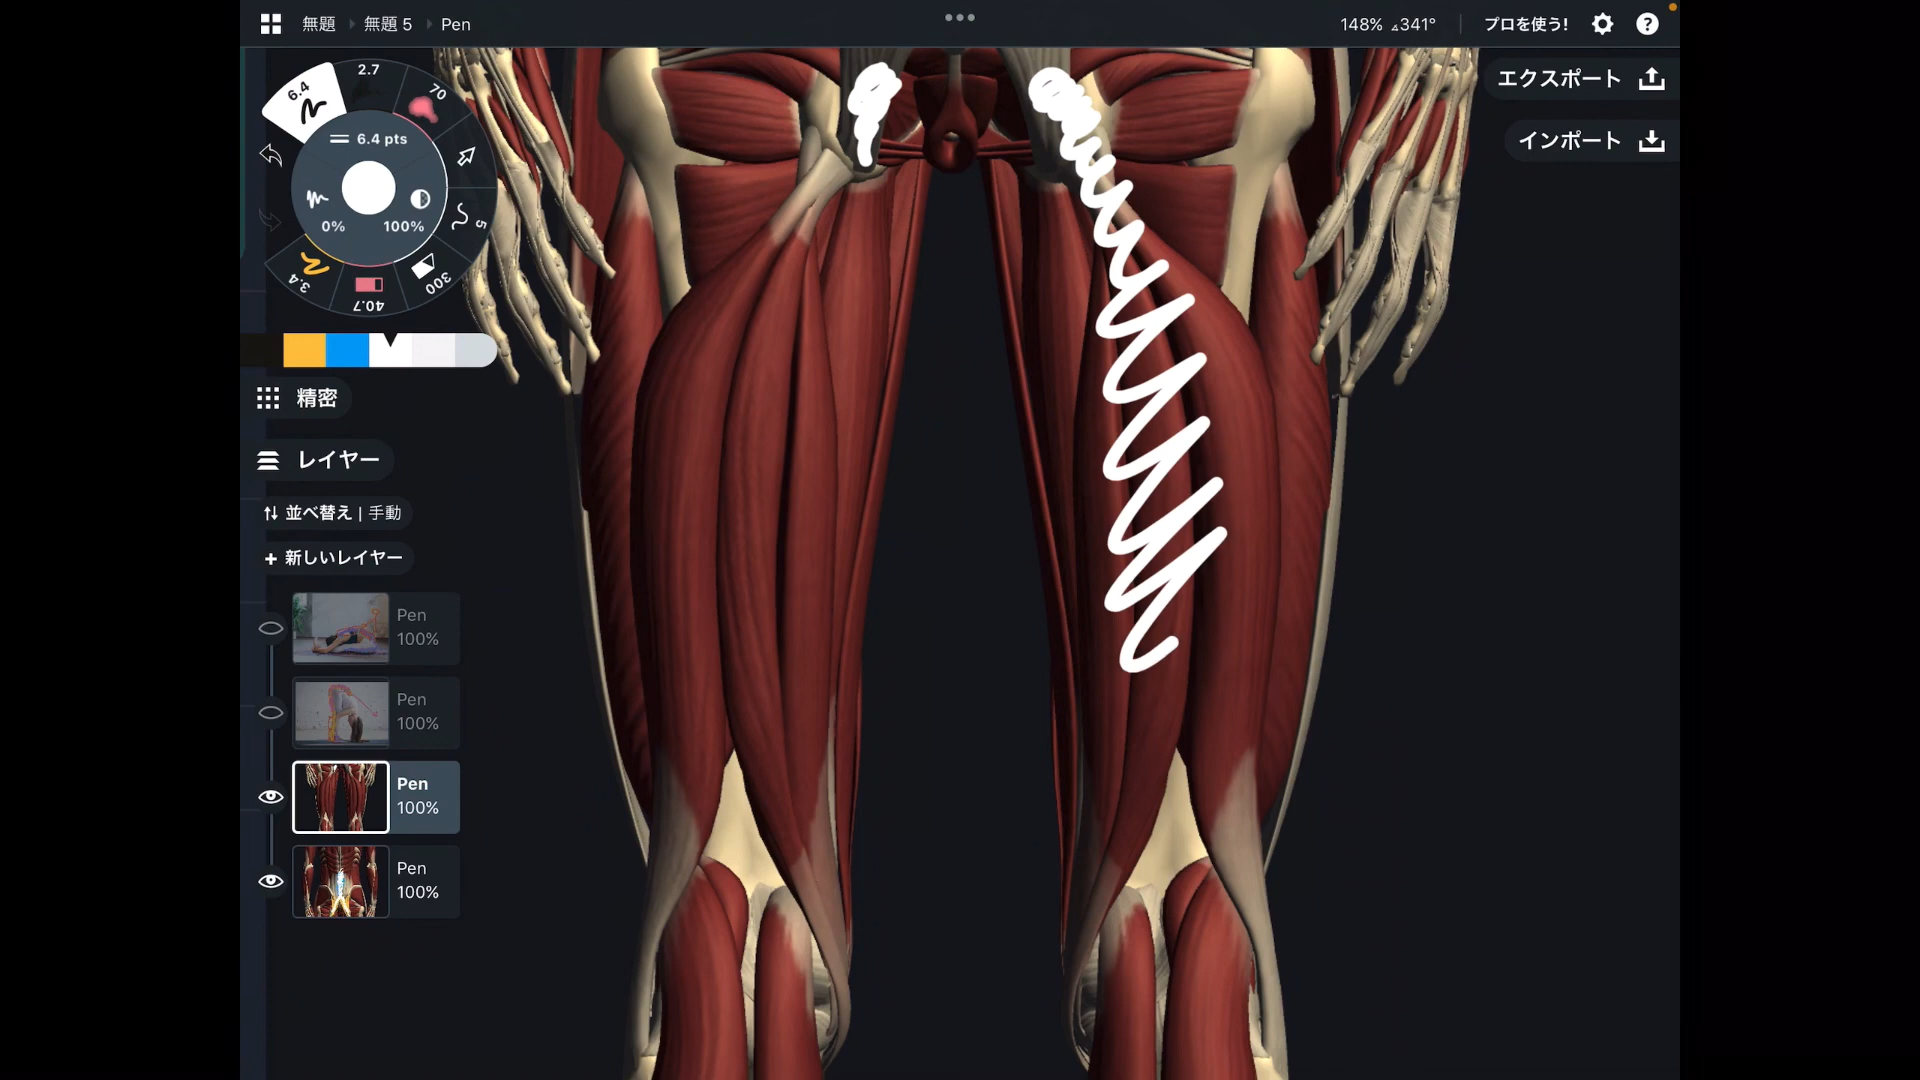 無題 無題 5 Pen
148% ⊿341°
プロを使う!
エクスポート
インポート
2.7
6.4
70
6.4 pts
0%
100%
5
3.4
40.7
300
精密
レイヤー
並べ替え | 手動
+ 新しいレイヤー
Pen
100%
Pen
100%
Pen
100%
Pen
100%